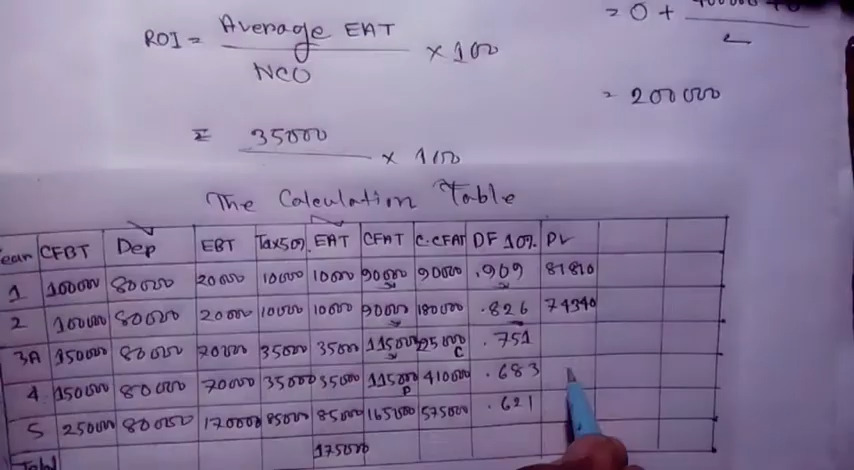 ROI = Average EAT / NCO × 100
= 0 +
2
= 200000
= 35000 × 100
The Calculation Table
Year CFBT Dep EBT Tax50% EAT CFAT C.CFAT DF 10% PV
1 100000 80000 20000 10000 10000 90000 90000 .909 81810
2 100000 80000 20000 10000 10000 90000 180000 .826 74340
3A 150000 80000 70000 35000 35000 115000 295000 C .751
4 150000 80000 70000 35000 35000 115000 P 410000 .683
5 250000 80000 170000 85000 85000 165000 575000 .621
Total 175000